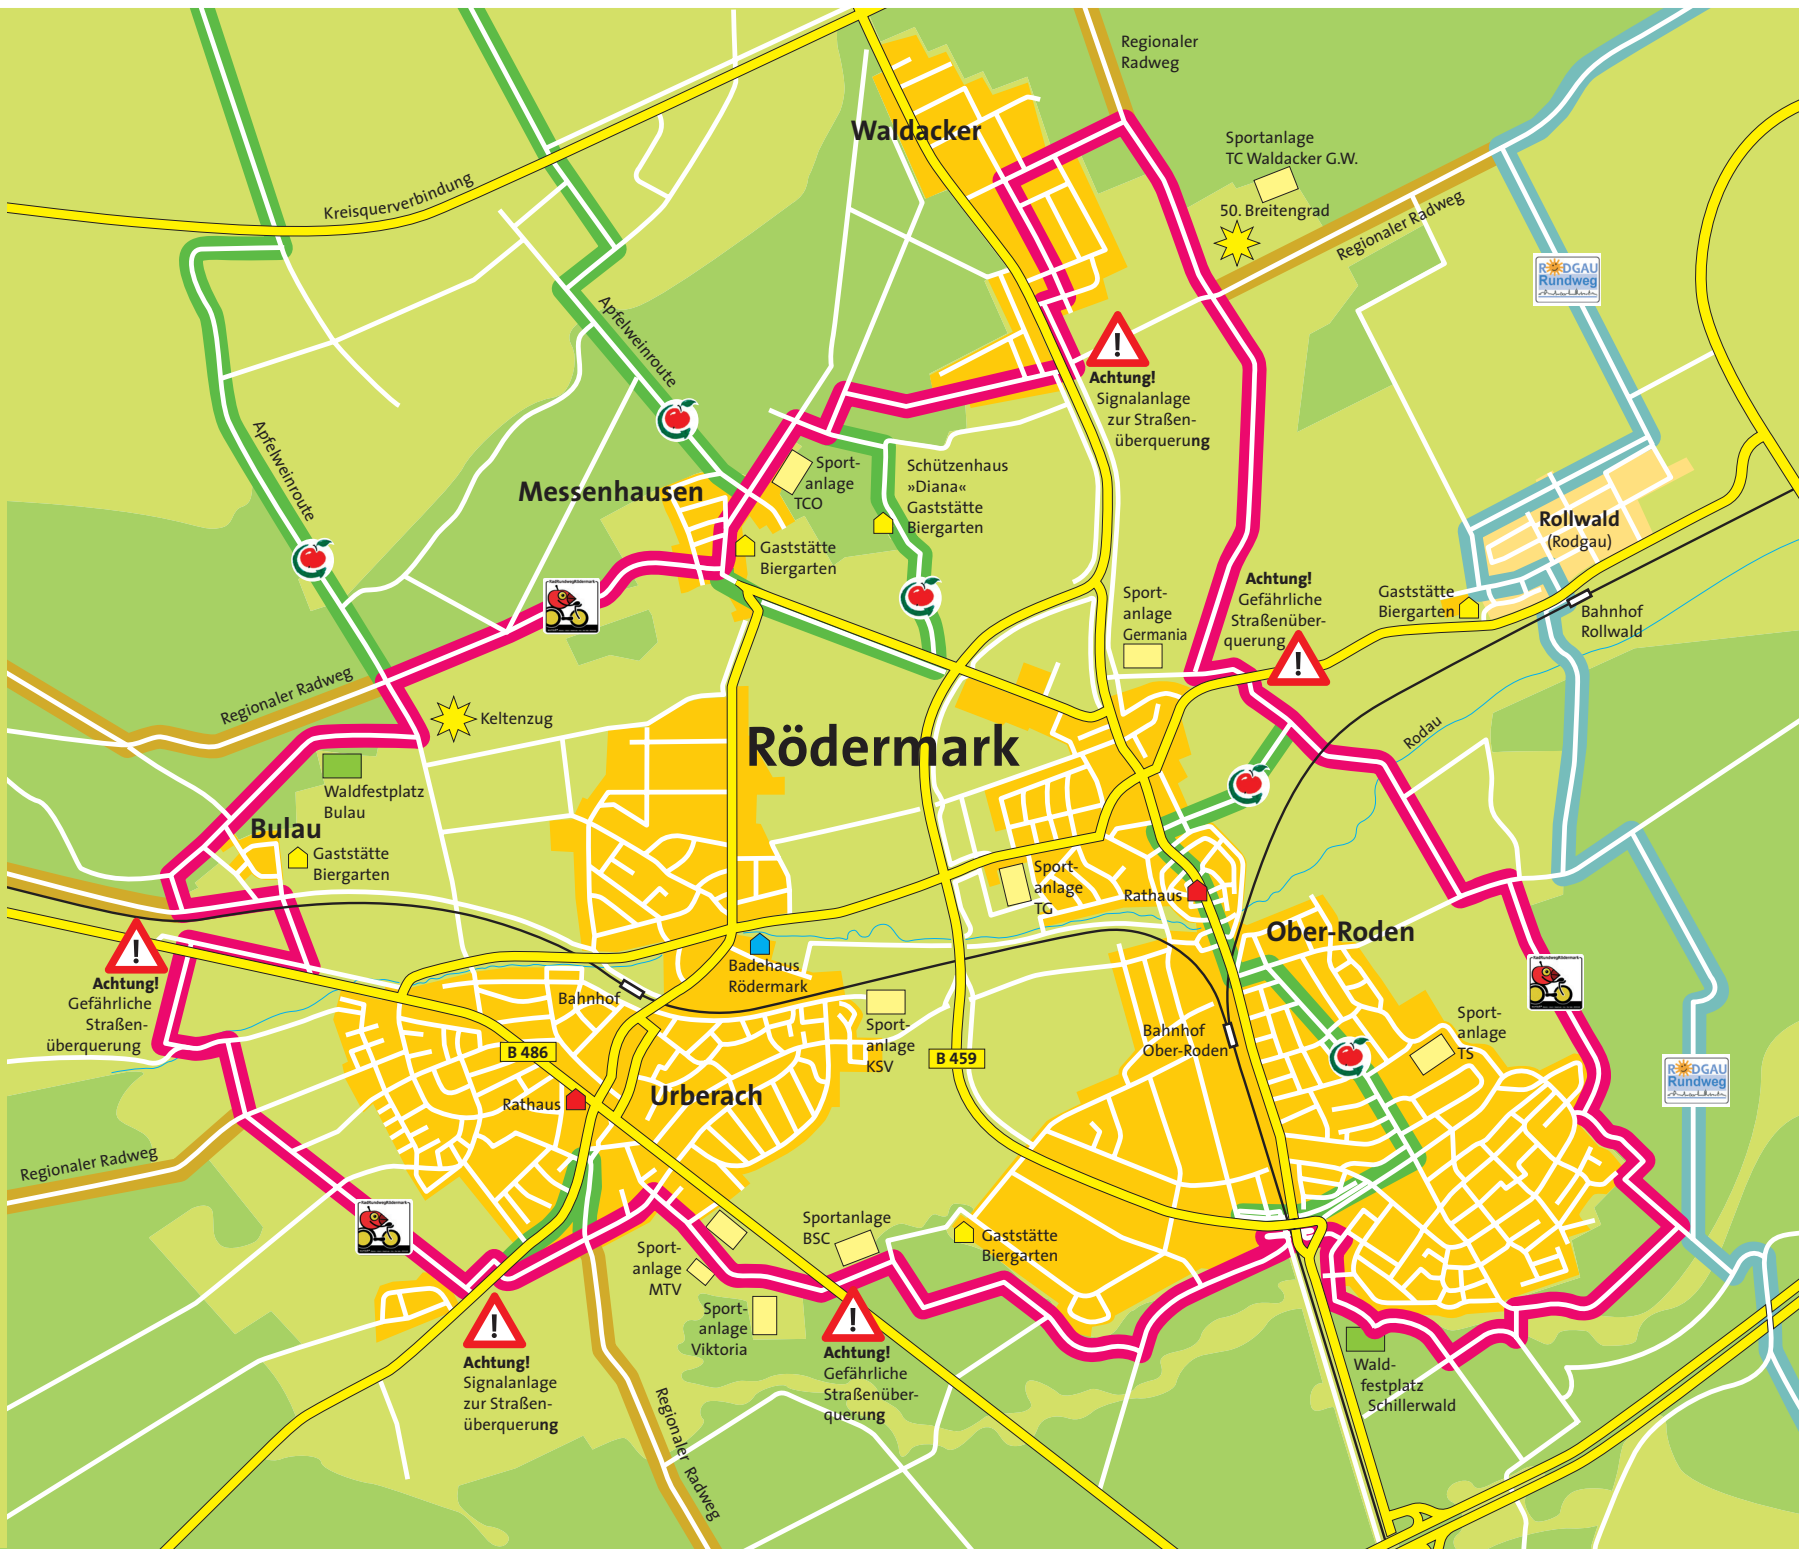 Regionaler
Radweg
Waldacker
Sportanlage
TC Waldacker G.W.
50. Breitengrad
Kreisquerverbindung
Regionaler Radweg
RODGAU
Rundweg
Apfelweinroute
Achtung!
Signalanlage
zur Straßen-
überquerung
Apfelweinroute
Messenhausen
Sport-
anlage
TCO
Schützenhaus
»Diana«
Gaststätte
Biergarten
Rollwald
(Rodgau)
Gaststätte
Biergarten
Sport-
anlage
Germania
Achtung!
Gefährliche
Straßenüber-
querung
Gaststätte
Biergarten
Bahnhof
Rollwald
Regionaler Radweg
Keltenzug
Rödermark
Rodau
Waldfestplatz
Bulau
Bulau
Gaststätte
Biergarten
Sport-
anlage
TG
Rathaus
Ober-Roden
Achtung!
Gefährliche
Straßen-
überquerung
Badehaus
Rödermark
Bahnhof
Sport-
anlage
KSV
Bahnhof
Ober-Roden
Sport-
anlage
TS
B 486
B 459
Rathaus
Urberach
RODGAU
Rundweg
Regionaler Radweg
Sportanlage
BSC
Gaststätte
Biergarten
Sport-
anlage
MTV
Sport-
anlage
Viktoria
Achtung!
Signalanlage
zur Straßen-
überquerung
Achtung!
Gefährliche
Straßenüber-
querung
Wald-
festplatz
Schillerwald
Regionaler Radweg